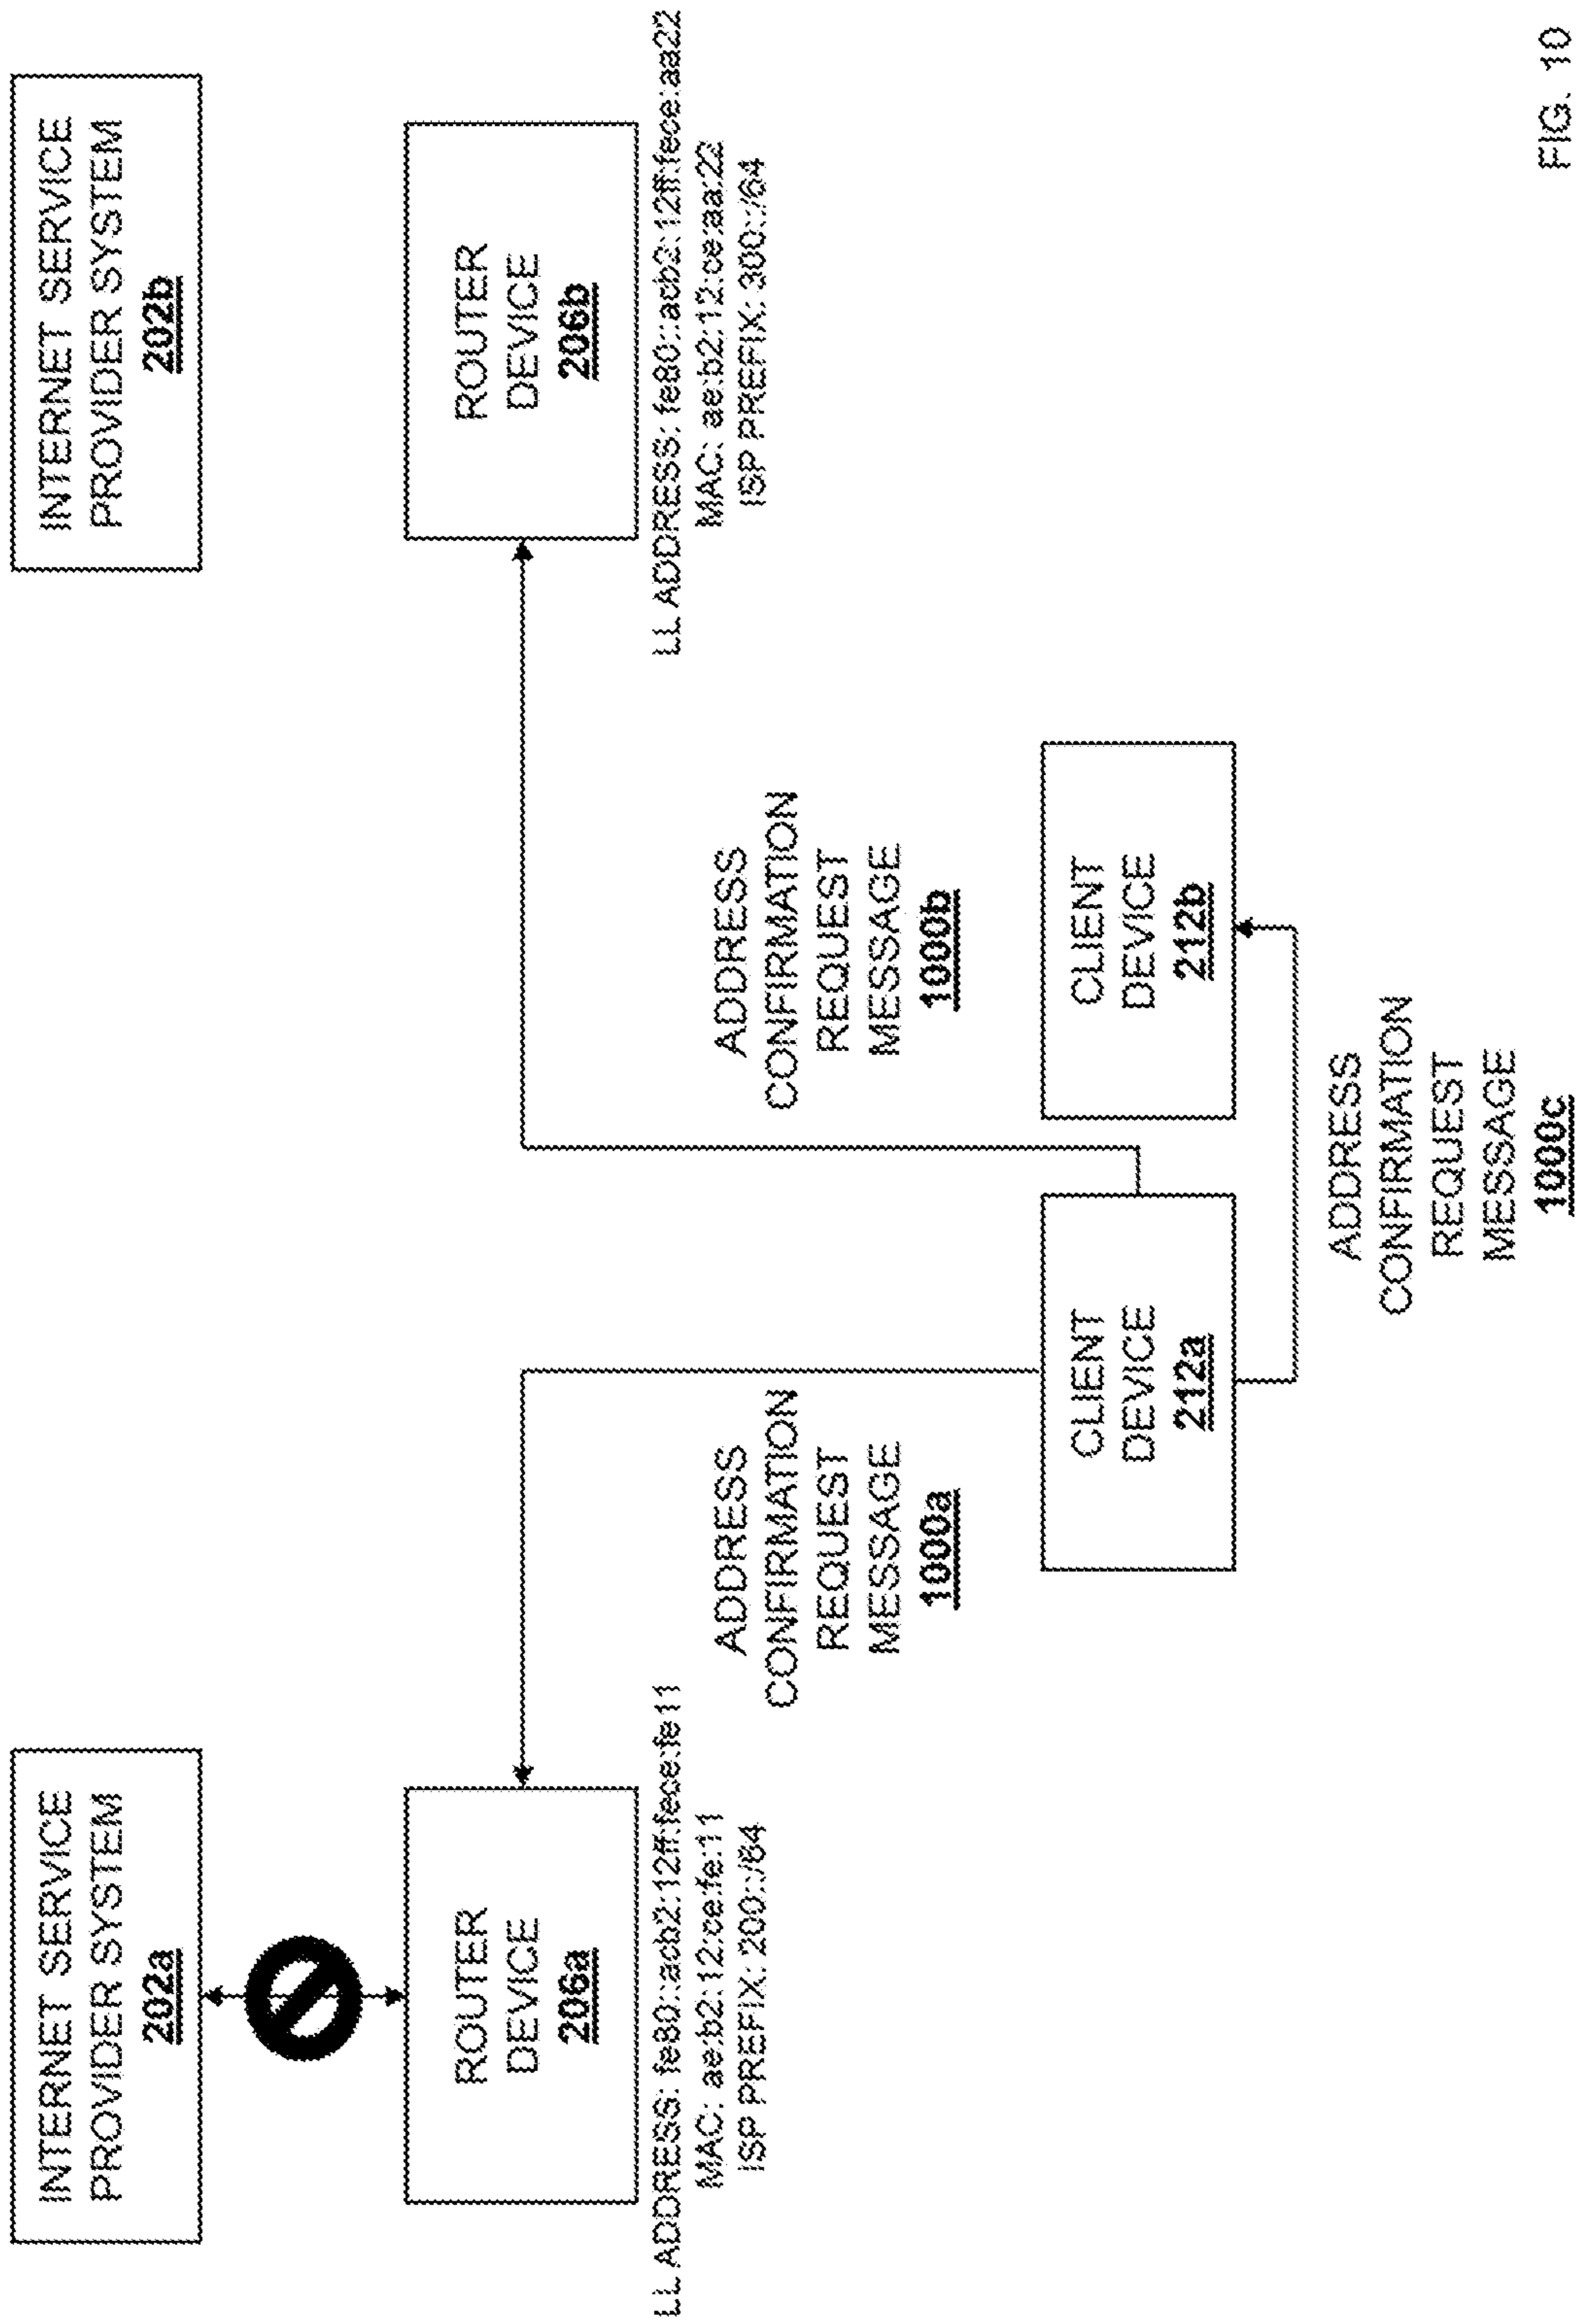 INTERNET SERVICE
PROVIDER SYSTEM
202a
INTERNET SERVICE
PROVIDER SYSTEM
202b
ROUTER
DEVICE
206a
ROUTER
DEVICE
206b
LL ADDRESS: fe80::acb2:12ff:fece:fe11
MAC: ae:b2:12:ce:fe:11
ISP PREFIX: 200::/64
LL ADDRESS: fe80::acb2:12ff:fece:aa22
MAC: ae:b2:12:ce:aa:22
ISP PREFIX: 300::/64
ADDRESS
CONFIRMATION
REQUEST
MESSAGE
1000a
ADDRESS
CONFIRMATION
REQUEST
MESSAGE
1000b
CLIENT
DEVICE
212a
CLIENT
DEVICE
212b
ADDRESS
CONFIRMATION
REQUEST
MESSAGE
1000c
FIG. 10